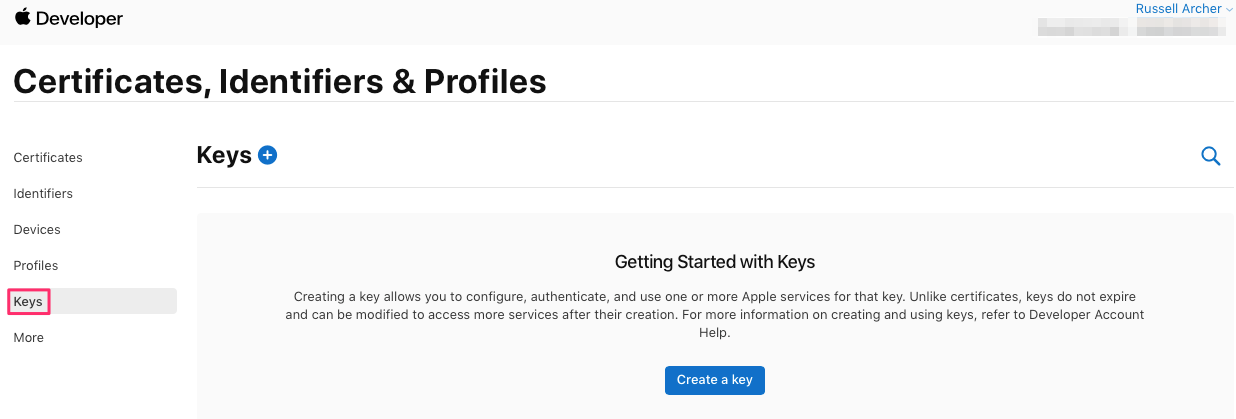 Developer
Russell Archer
Certificates, Identifiers & Profiles
Certificates
Identifiers
Devices
Profiles
Keys
More
Keys
Getting Started with Keys
Creating a key allows you to configure, authenticate, and use one or more Apple services for that key. Unlike certificates, keys do not expire
and can be modified to access more services after their creation. For more information on creating and using keys, refer to Developer Account
Help.
Create a key